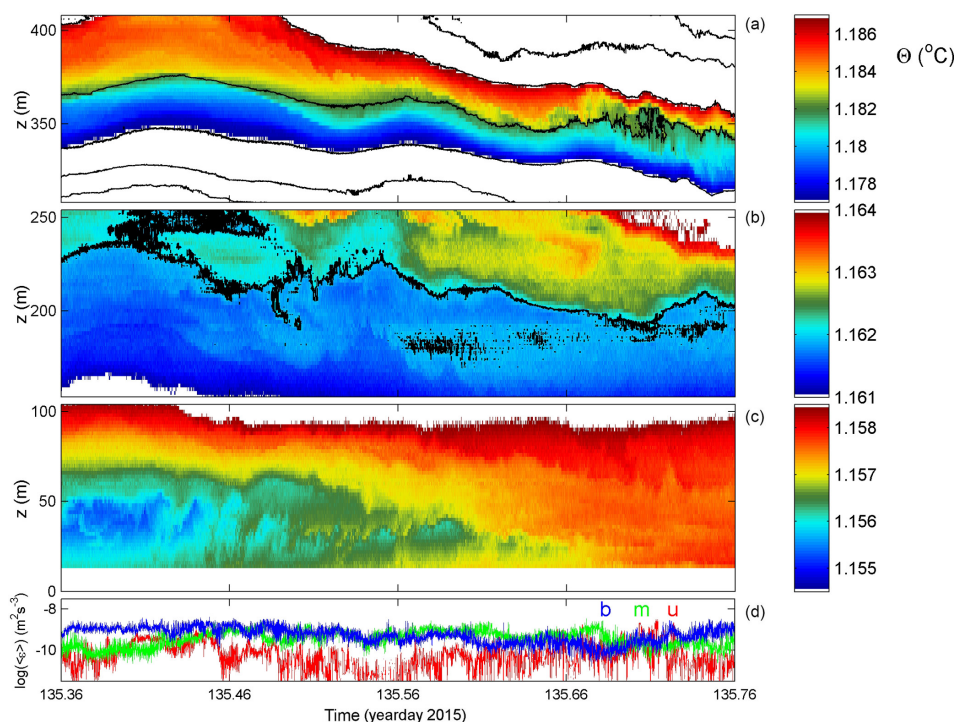 (a)
400
350
z (m)
1.186
1.184
1.182
1.18
1.178
Θ (°C)
(b)
250
200
z (m)
1.164
1.163
1.162
1.161
(c)
100
50
0
z (m)
1.158
1.157
1.156
1.155
(d)
b m u
-8
-10
log(<ε>) (m²s⁻³)
135.36 135.46 135.56 135.66 135.76
Time (yearday 2015)